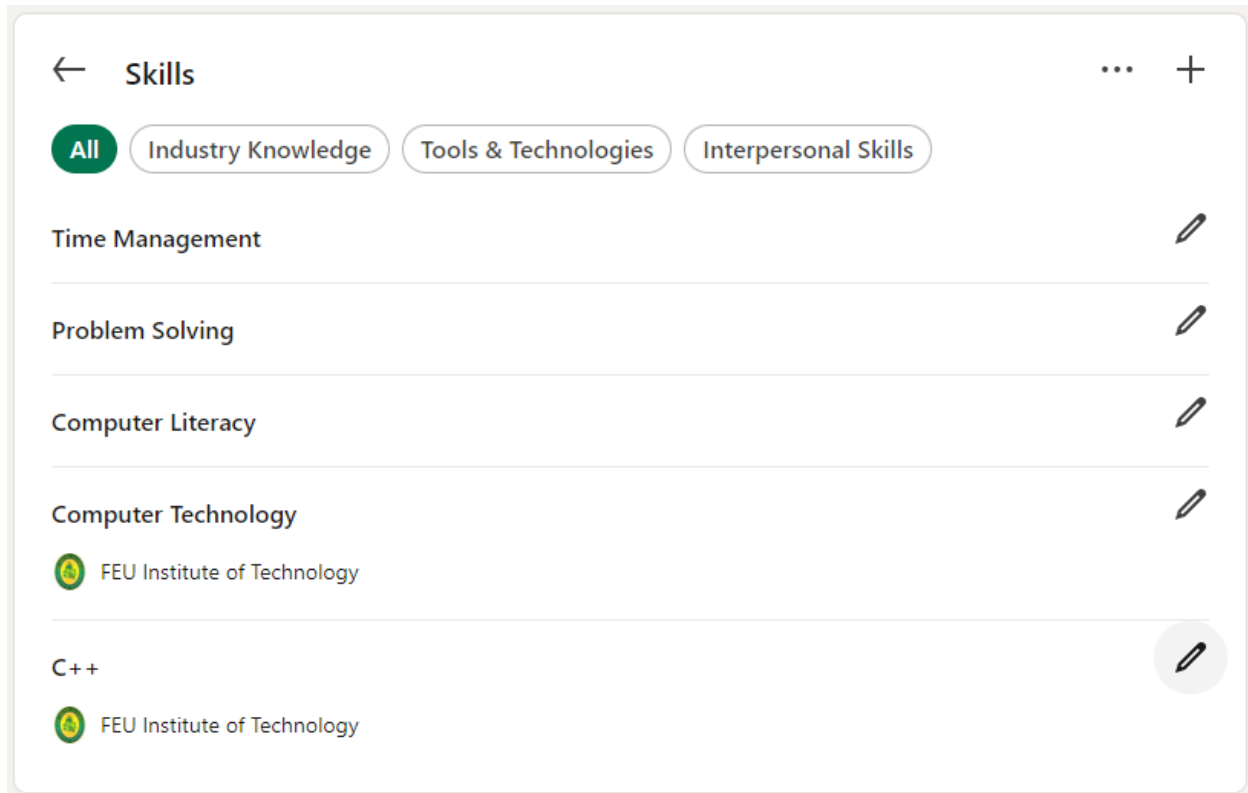 Skills
All Industry Knowledge Tools & Technologies Interpersonal Skills
Time Management
Problem Solving
Computer Literacy
Computer Technology
FEU Institute of Technology
C++
FEU Institute of Technology